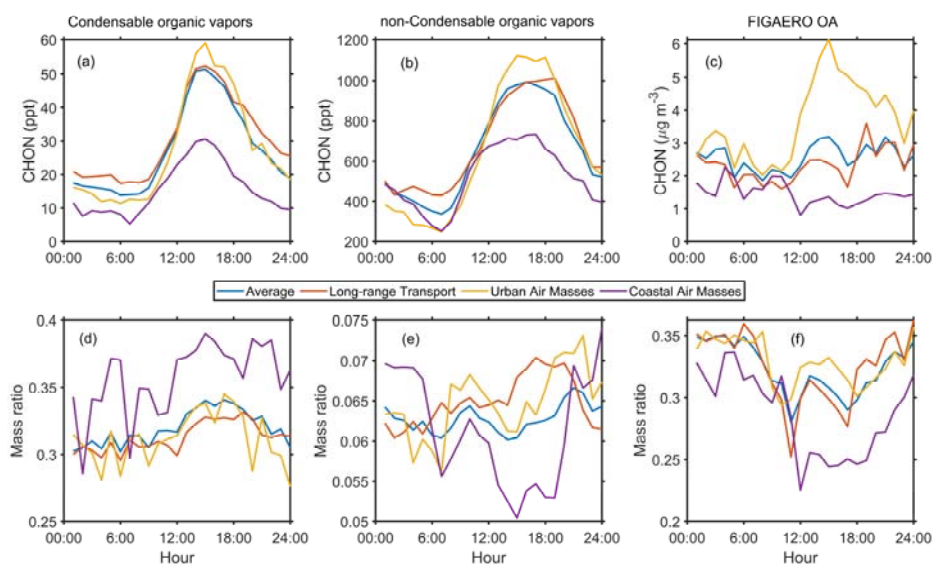 Condensable organic vapors
non-Condensable organic vapors
FIGAERO OA
(a)
CHON (ppt)
60
50
40
30
20
10
0
00:00 6:00 12:00 18:00 24:00
(b)
CHON (ppt)
1200
1000
800
600
400
200
00:00 6:00 12:00 18:00 24:00
(c)
CHON (μg m-3)
6
5
4
3
2
1
0
00:00 6:00 12:00 18:00 24:00
Average Long-range Transport Urban Air Masses Coastal Air Masses
(d)
Mass ratio
0.4
0.35
0.3
0.25
00:00 6:00 12:00 18:00 24:00
Hour
(e)
Mass ratio
0.075
0.07
0.065
0.06
0.055
0.05
00:00 6:00 12:00 18:00 24:00
Hour
(f)
Mass ratio
0.35
0.3
0.25
0.2
00:00 6:00 12:00 18:00 24:00
Hour